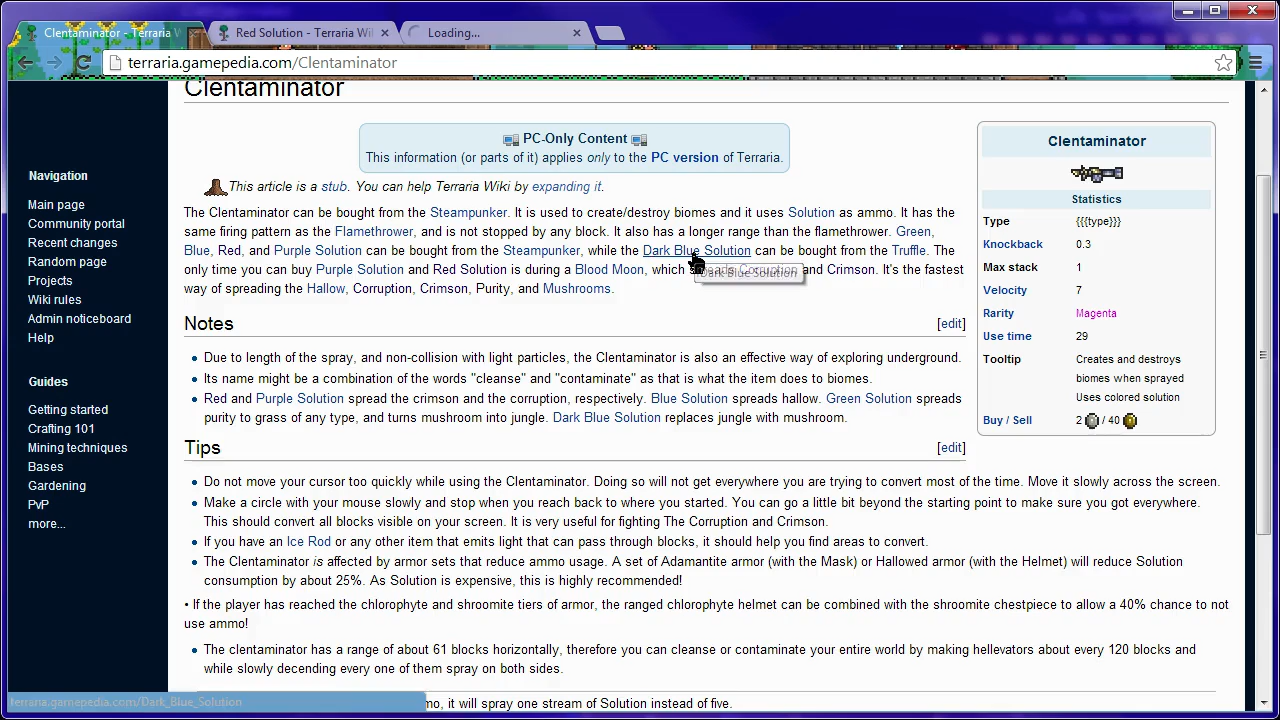 Clentaminator - Terraria W
Red Solution - Terraria Wil
Loading...
terraria.gamepedia.com/Clentaminator
Clentaminator
PC-Only Content
This information (or parts of it) applies only to the PC version of Terraria.
This article is a stub. You can help Terraria Wiki by expanding it.
The Clentaminator can be bought from the Steampunker. It is used to create/destroy biomes and it uses Solution as ammo. It has the
same firing pattern as the Flamethrower, and is not stopped by any block. It also has a longer range than the flamethrower. Green,
Blue, Red, and Purple Solution can be bought from the Steampunker, while the Dark Blue Solution can be bought from the Truffle. The
only time you can buy Purple Solution and Red Solution is during a Blood Moon, which spreads Corruption and Crimson. It's the fastest
way of spreading the Hallow, Corruption, Crimson, Purity, and Mushrooms.
Dark Blue Solution
Notes
[edit]
• Due to length of the spray, and non-collision with light particles, the Clentaminator is also an effective way of exploring underground.
• Its name might be a combination of the words "cleanse" and "contaminate" as that is what the item does to biomes.
• Red and Purple Solution spread the crimson and the corruption, respectively. Blue Solution spreads hallow. Green Solution spreads
purity to grass of any type, and turns mushroom into jungle. Dark Blue Solution replaces jungle with mushroom.
Tips
[edit]
• Do not move your cursor too quickly while using the Clentaminator. Doing so will not get everywhere you are trying to convert most of the time. Move it slowly across the screen.
• Make a circle with your mouse slowly and stop when you reach back to where you started. You can go a little bit beyond the starting point to make sure you got everywhere.
This should convert all blocks visible on your screen. It is very useful for fighting The Corruption and Crimson.
• If you have an Ice Rod or any other item that emits light that can pass through blocks, it should help you find areas to convert.
• The Clentaminator is affected by armor sets that reduce ammo usage. A set of Adamantite armor (with the Mask) or Hallowed armor (with the Helmet) will reduce Solution
consumption by about 25%. As Solution is expensive, this is highly recommended!
• If the player has reached the chlorophyte and shroomite tiers of armor, the ranged chlorophyte helmet can be combined with the shroomite chestpiece to allow a 40% chance to not
use ammo!
• The clentaminator has a range of about 61 blocks horizontally, therefore you can cleanse or contaminate your entire world by making hellevators about every 120 blocks and
while slowly decending every one of them spray on both sides.
mo, it will spray one stream of Solution instead of five.
Navigation
Main page
Community portal
Recent changes
Random page
Projects
Wiki rules
Admin noticeboard
Help
Guides
Getting started
Crafting 101
Mining techniques
Bases
Gardening
PvP
more...
Clentaminator
Statistics
Type {{{type}}}
Knockback 0.3
Max stack 1
Velocity 7
Rarity Magenta
Use time 29
Tooltip Creates and destroys
biomes when sprayed
Uses colored solution
Buy / Sell 2 / 40
terraria.gamepedia.com/Dark_Blue_Solution